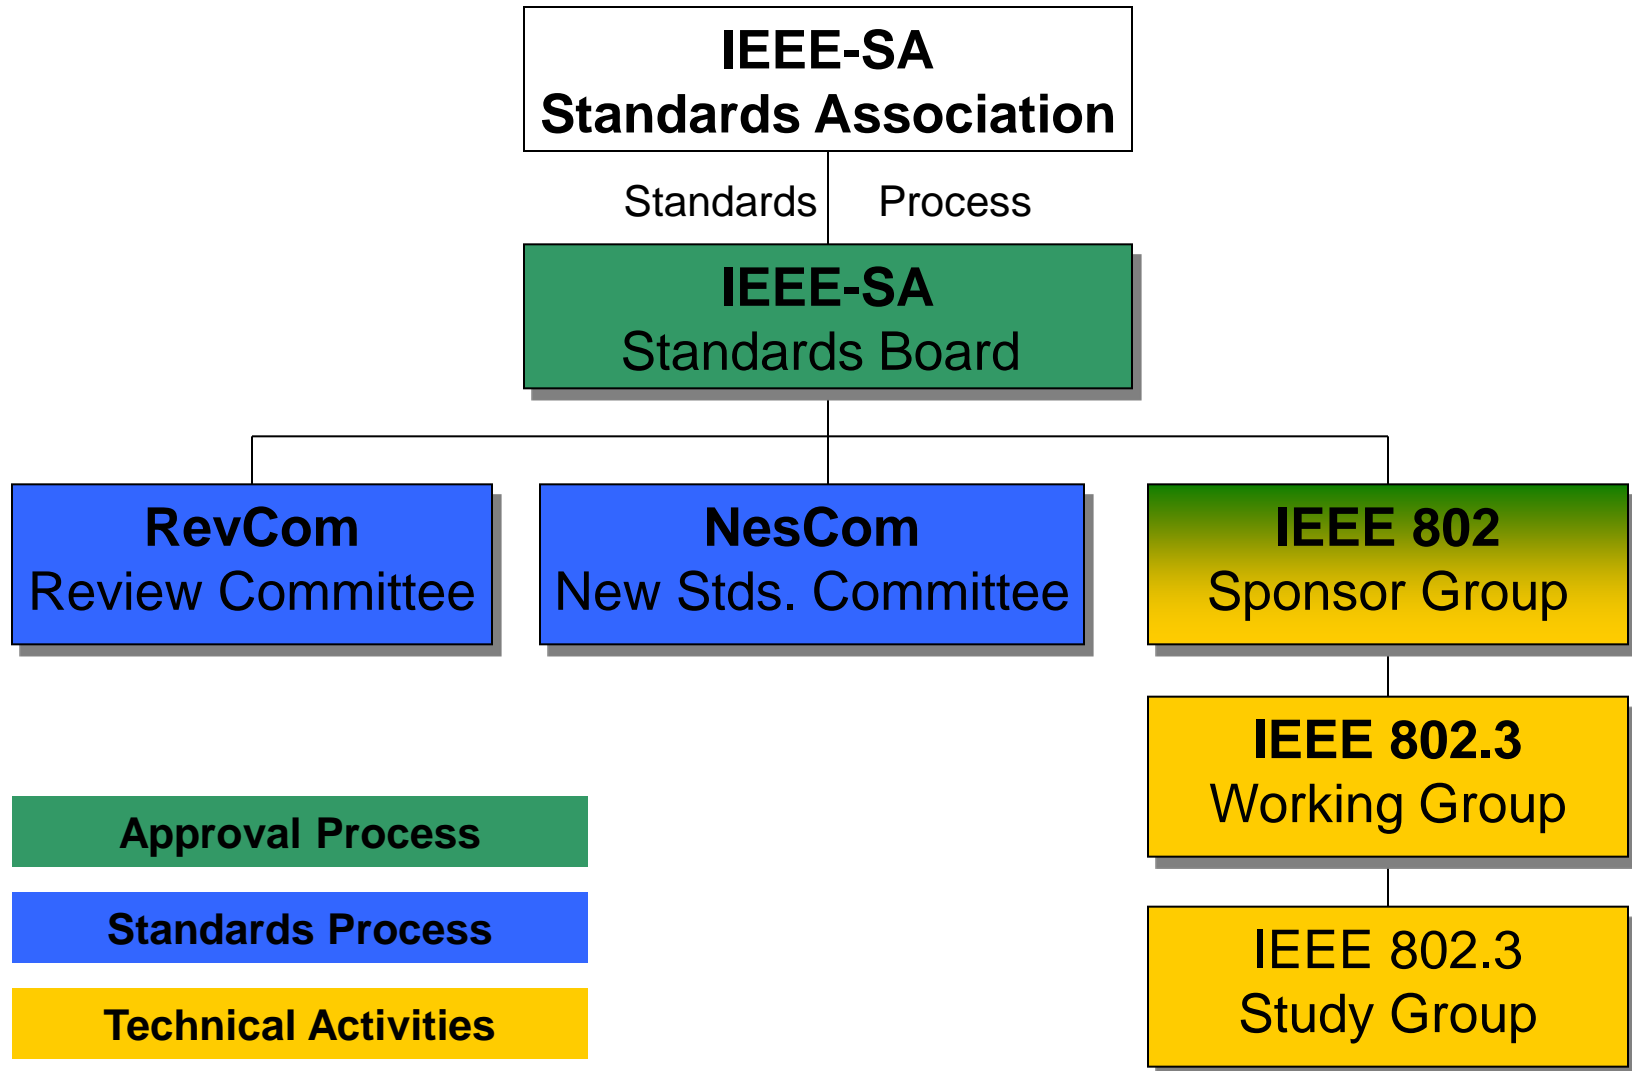 IEEE-SA
Standards Association
Standards Process
IEEE-SA
Standards Board
RevCom
Review Committee
NesCom
New Stds. Committee
IEEE 802
Sponsor Group
IEEE 802.3
Working Group
IEEE 802.3
Study Group
Approval Process
Standards Process
Technical Activities